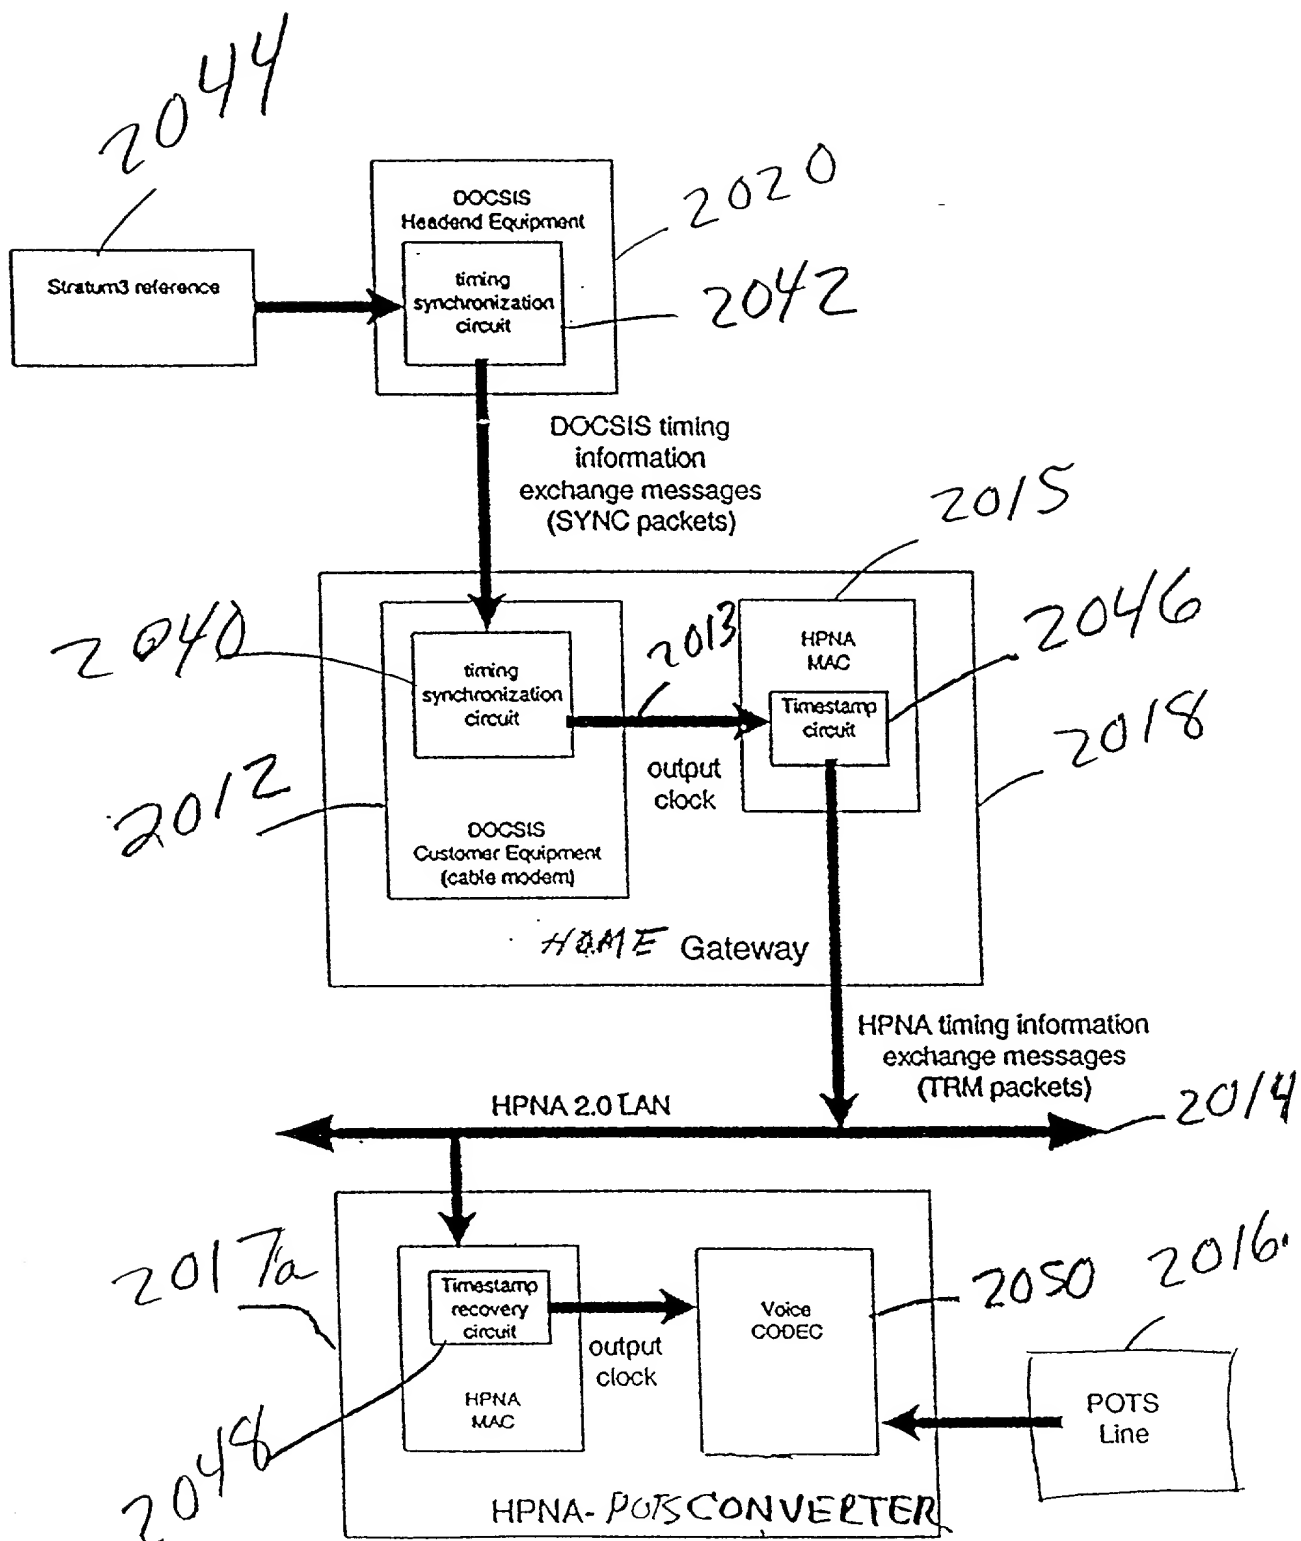 2044
DOCSIS
Headend Equipment
2020
Stratum3 reference
timing
synchronization
circuit
2042
DOCSIS timing
information
exchange messages
(SYNC packets)
2015
2040
timing
synchronization
circuit
2013
HPNA
MAC
2046
Timestamp
circuit
2018
output
clock
2012
DOCSIS
Customer Equipment
(cable modem)
HOME Gateway
HPNA timing information
exchange messages
(TRM packets)
HPNA 2.0 LAN
2014
2017a
Timestamp
recovery
circuit
output
clock
HPNA
MAC
Voice
CODEC
2050
2016
POTS
Line
2048
HPNA-POTS CONVERTER